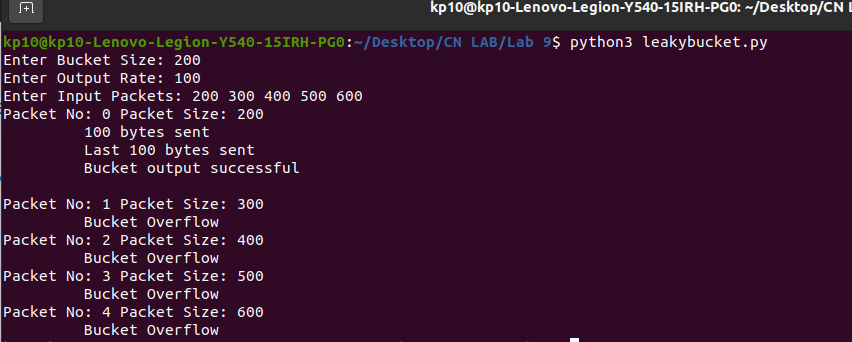 kp10@kp10-Lenovo-Legion-Y540-15IRH-PG0: ~/Desktop/CN
kp10@kp10-Lenovo-Legion-Y540-15IRH-PG0:~/Desktop/CN LAB/Lab 9$ python3 leakybucket.py
Enter Bucket Size: 200
Enter Output Rate: 100
Enter Input Packets: 200 300 400 500 600
Packet No: 0 Packet Size: 200
100 bytes sent
Last 100 bytes sent
Bucket output successful
Packet No: 1 Packet Size: 300
Bucket Overflow
Packet No: 2 Packet Size: 400
Bucket Overflow
Packet No: 3 Packet Size: 500
Bucket Overflow
Packet No: 4 Packet Size: 600
Bucket Overflow